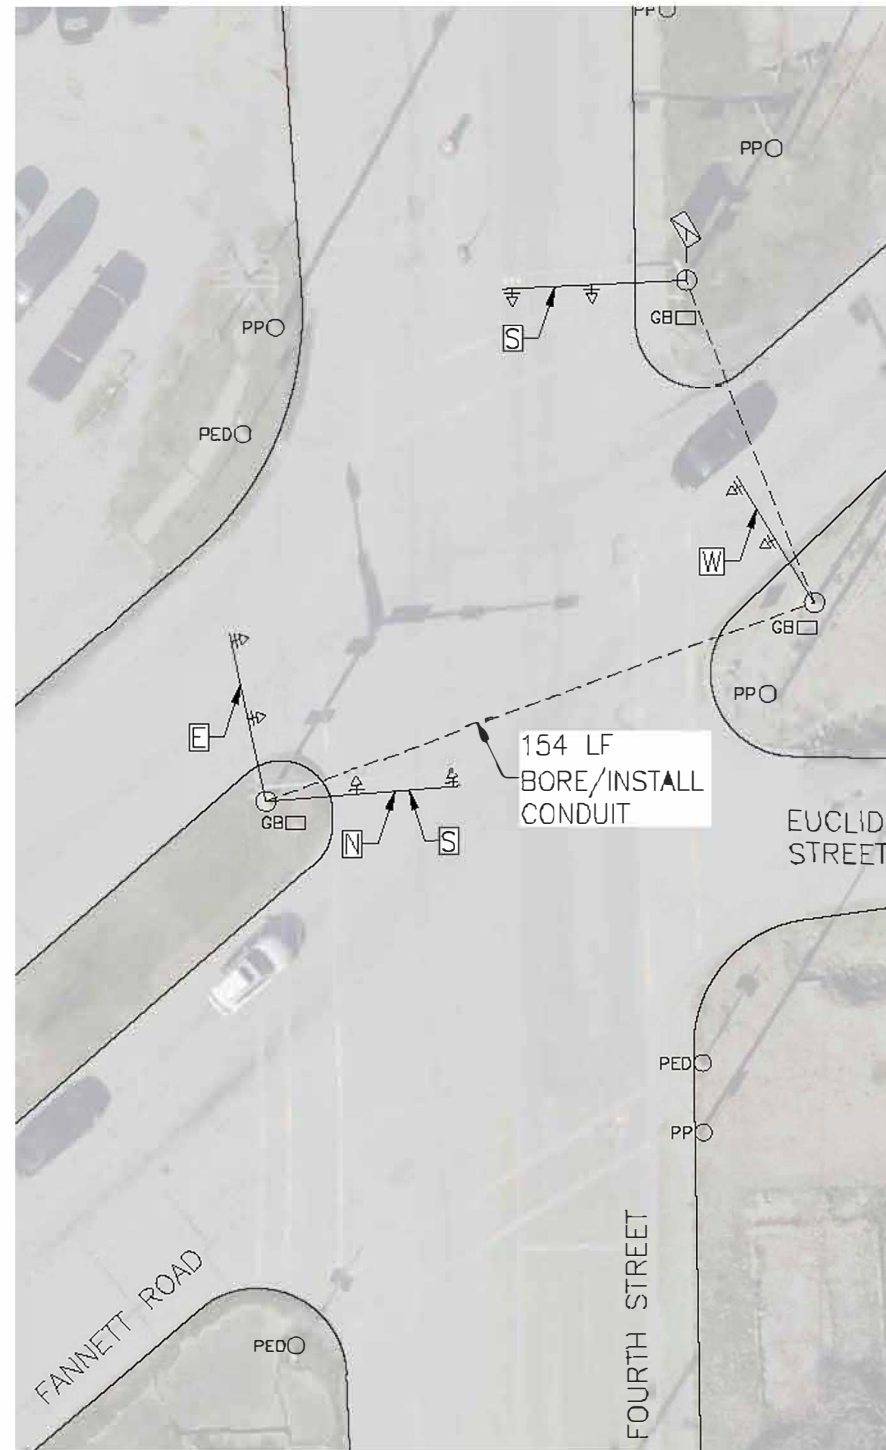 PP
PP
PP
GB
S
PED
W
GB
PP
E
154 LF
BORE/INSTALL
CONDUIT
GB
N
S
EUCLID
STREET
PED
PP
FANNETT ROAD
FOURTH STREET
PED